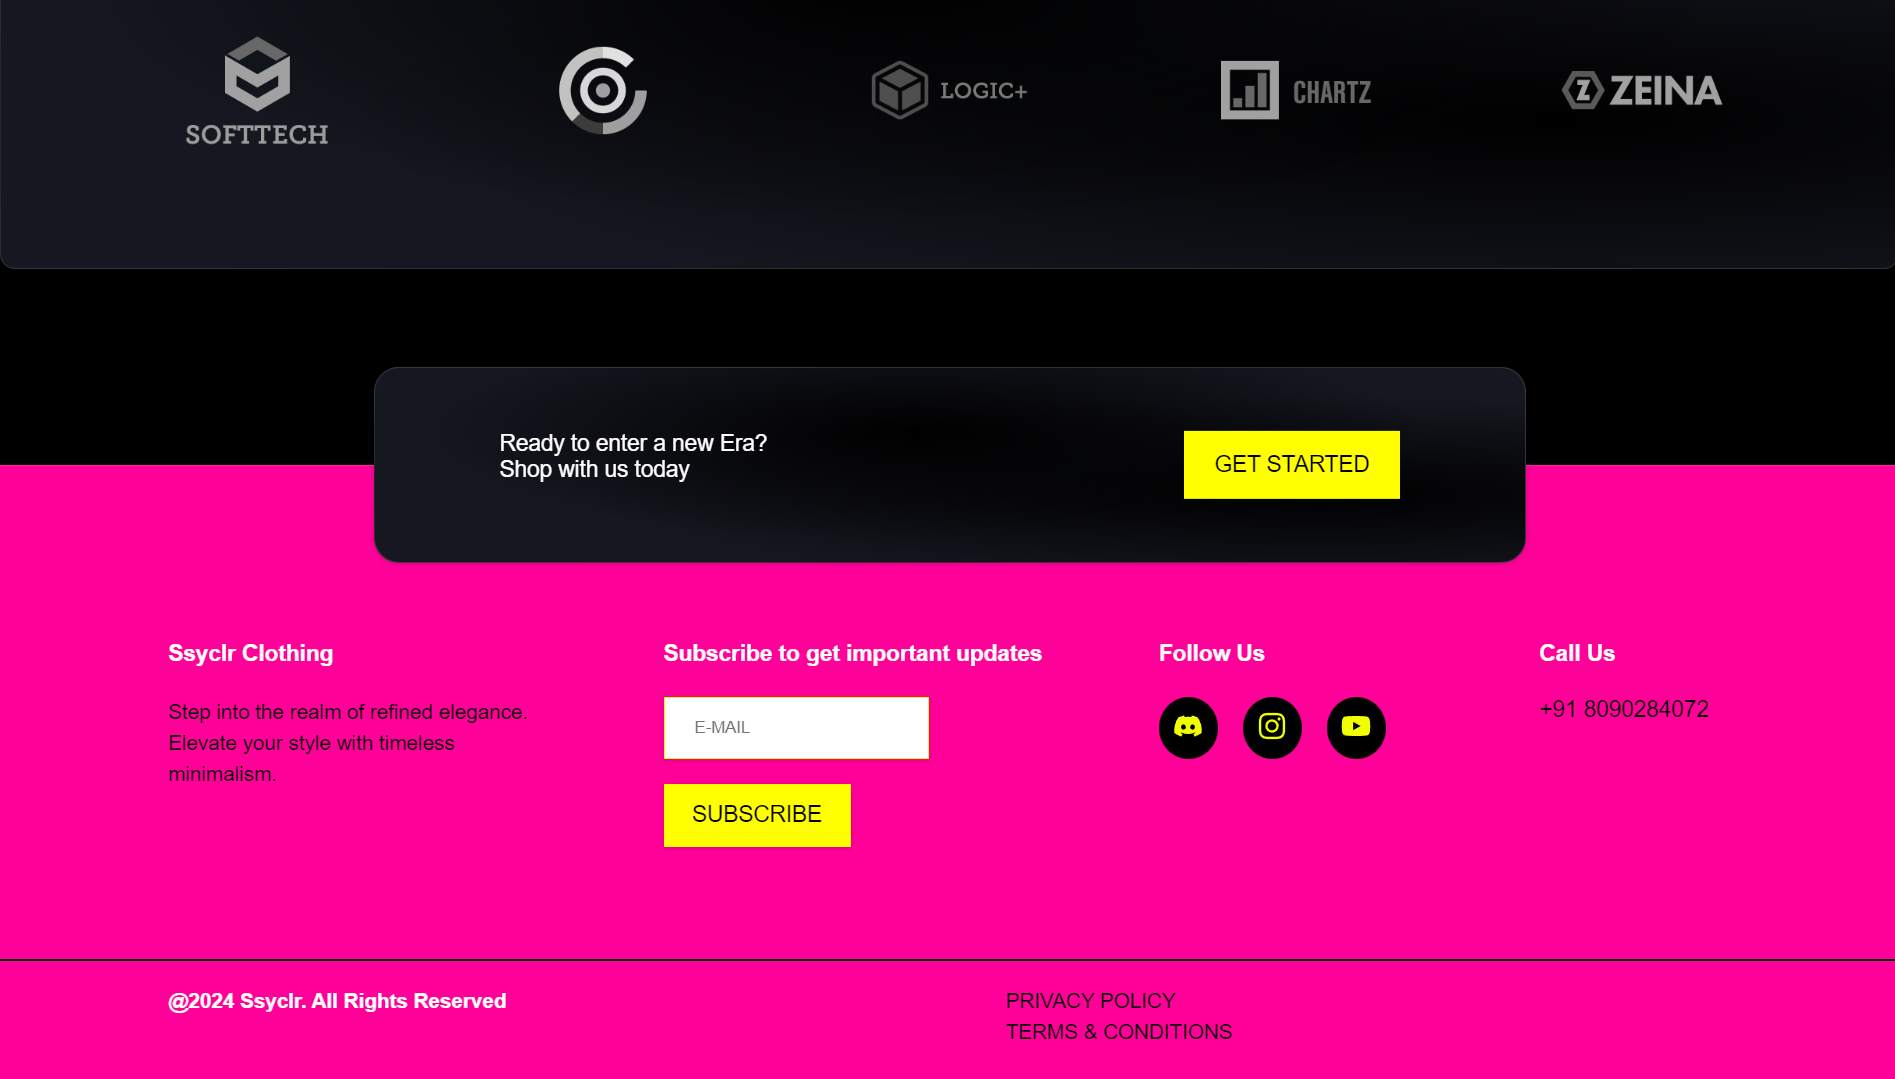 SOFTTECH
LOGIC+
CHARTZ
Z ZEINA
Ready to enter a new Era?
Shop with us today
GET STARTED
Ssyclr Clothing
Step into the realm of refined elegance.
Elevate your style with timeless
minimalism.
Subscribe to get important updates
E-MAIL
SUBSCRIBE
Follow Us
Call Us
+91 8090284072
@2024 Ssyclr. All Rights Reserved
PRIVACY POLICY
TERMS & CONDITIONS